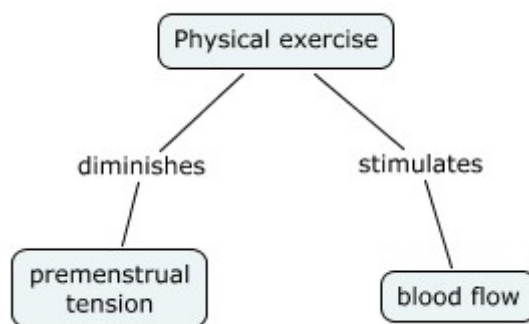 Physical exercise
diminishes
stimulates
premenstrual
tension
blood flow